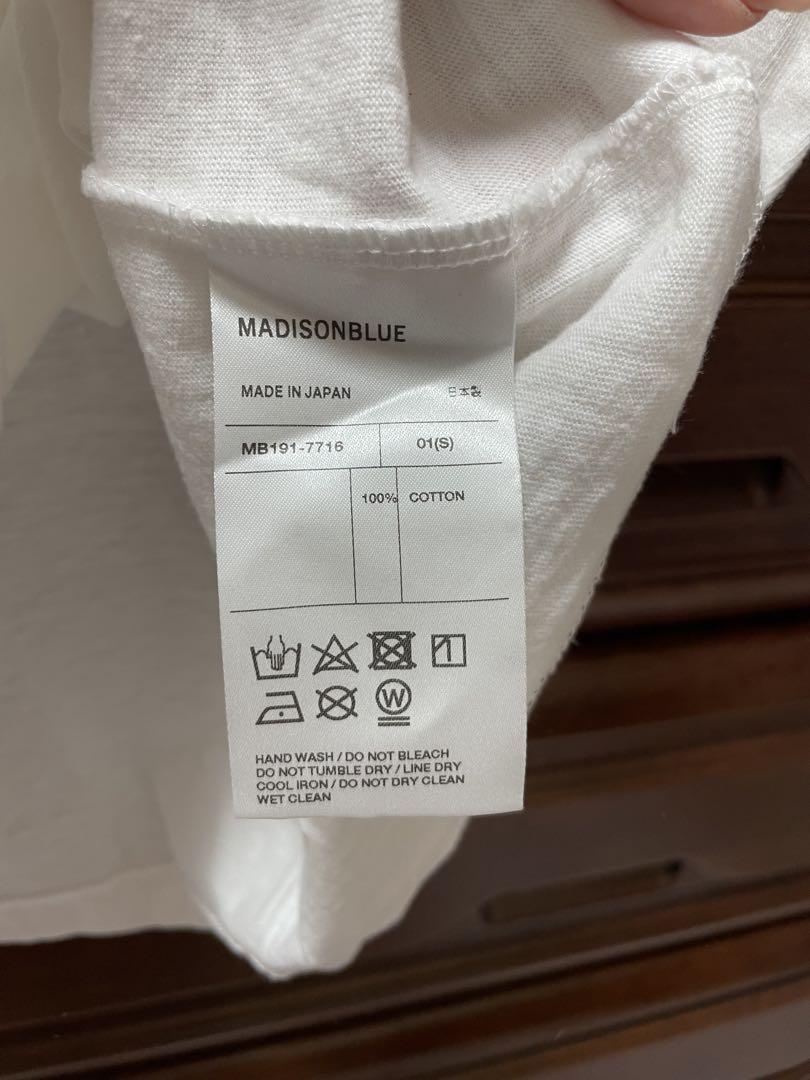 MADISONBLUE
MADE IN JAPAN 日本製
MB191-7716 01(S)
100% COTTON
W
HAND WASH / DO NOT BLEACH
DO NOT TUMBLE DRY / LINE DRY
COOL IRON / DO NOT DRY CLEAN
WET CLEAN